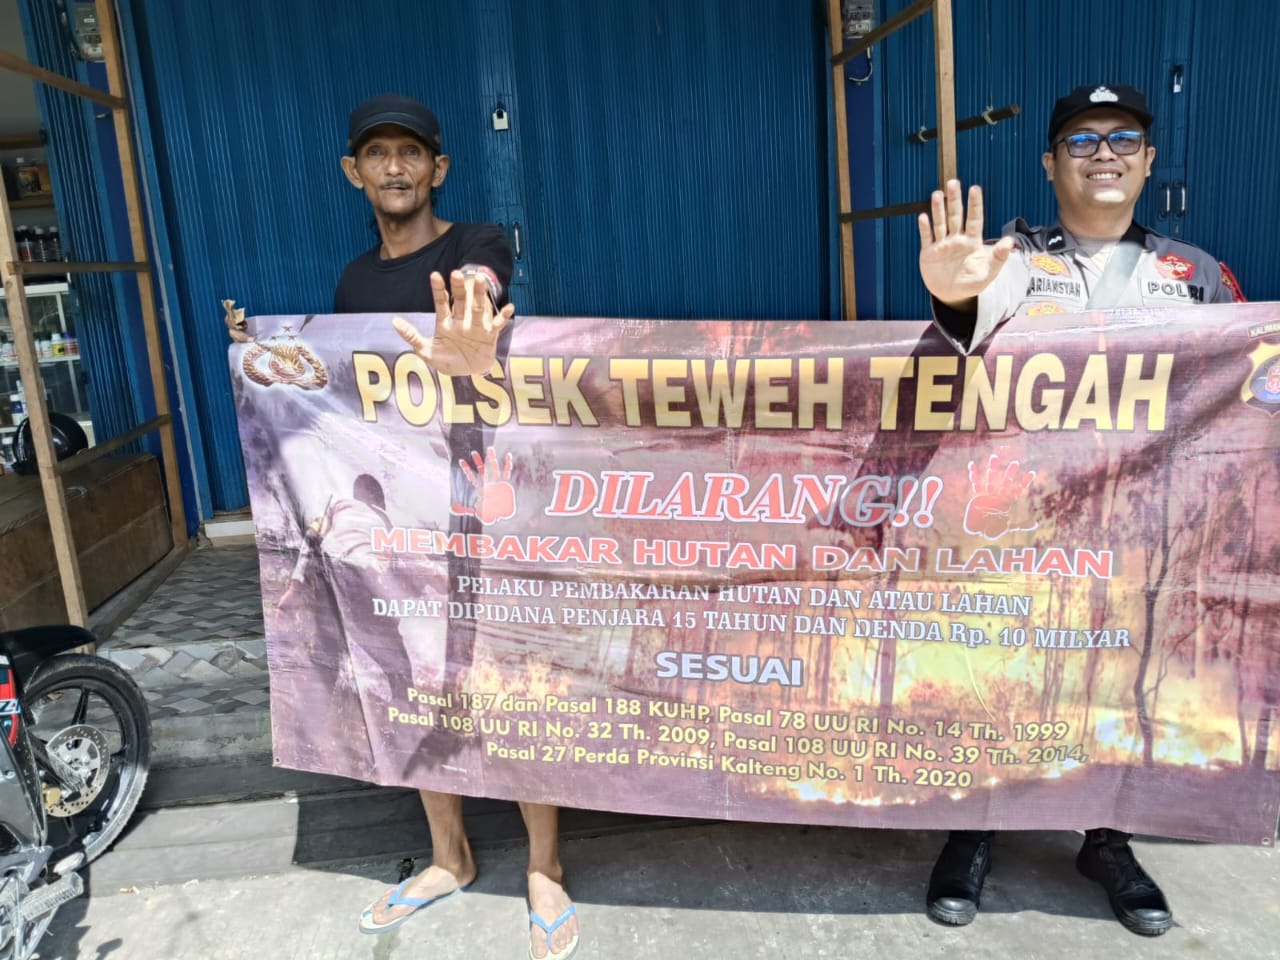 ARIANSYAH
POLRI
POLSEK TEWEH TENGAH
DILARANG!!
MEMBAKAR HUTAN DAN LAHAN
PELAKU PEMBAKARAN HUTAN DAN ATAU LAHAN
DAPAT DIPIDANA PENJARA 15 TAHUN DAN DENDA Rp. 10 MILYAR
SESUAI
Pasal 187 dan Pasal 188 KUHP, Pasal 78 UU RI No. 14 Th. 1999
Pasal 108 UU RI No. 32 Th. 2009, Pasal 108 UU RI No. 39 Th. 2014,
Pasal 27 Perda Provinsi Kalteng No. 1 Th. 2020